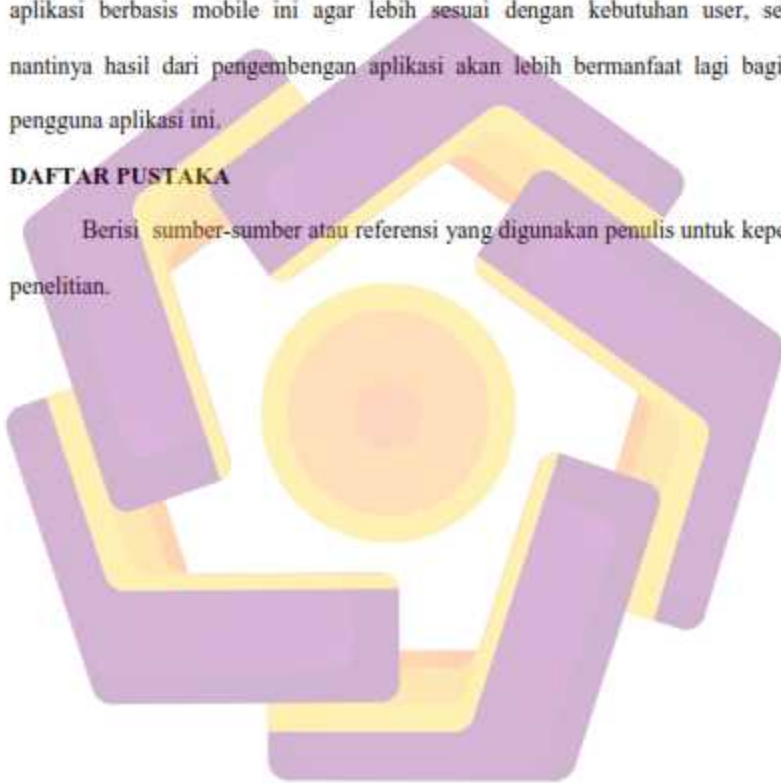 aplikasi berbasis mobile ini agar lebih sesuai dengan kebutuhan user, se
nantinya hasil dari pengembengan aplikasi akan lebih bermanfaat lagi bagi
pengguna aplikasi ini.
DAFTAR PUSTAKA
Berisi sumber-sumber atau referensi yang digunakan penulis untuk kepe
penelitian.